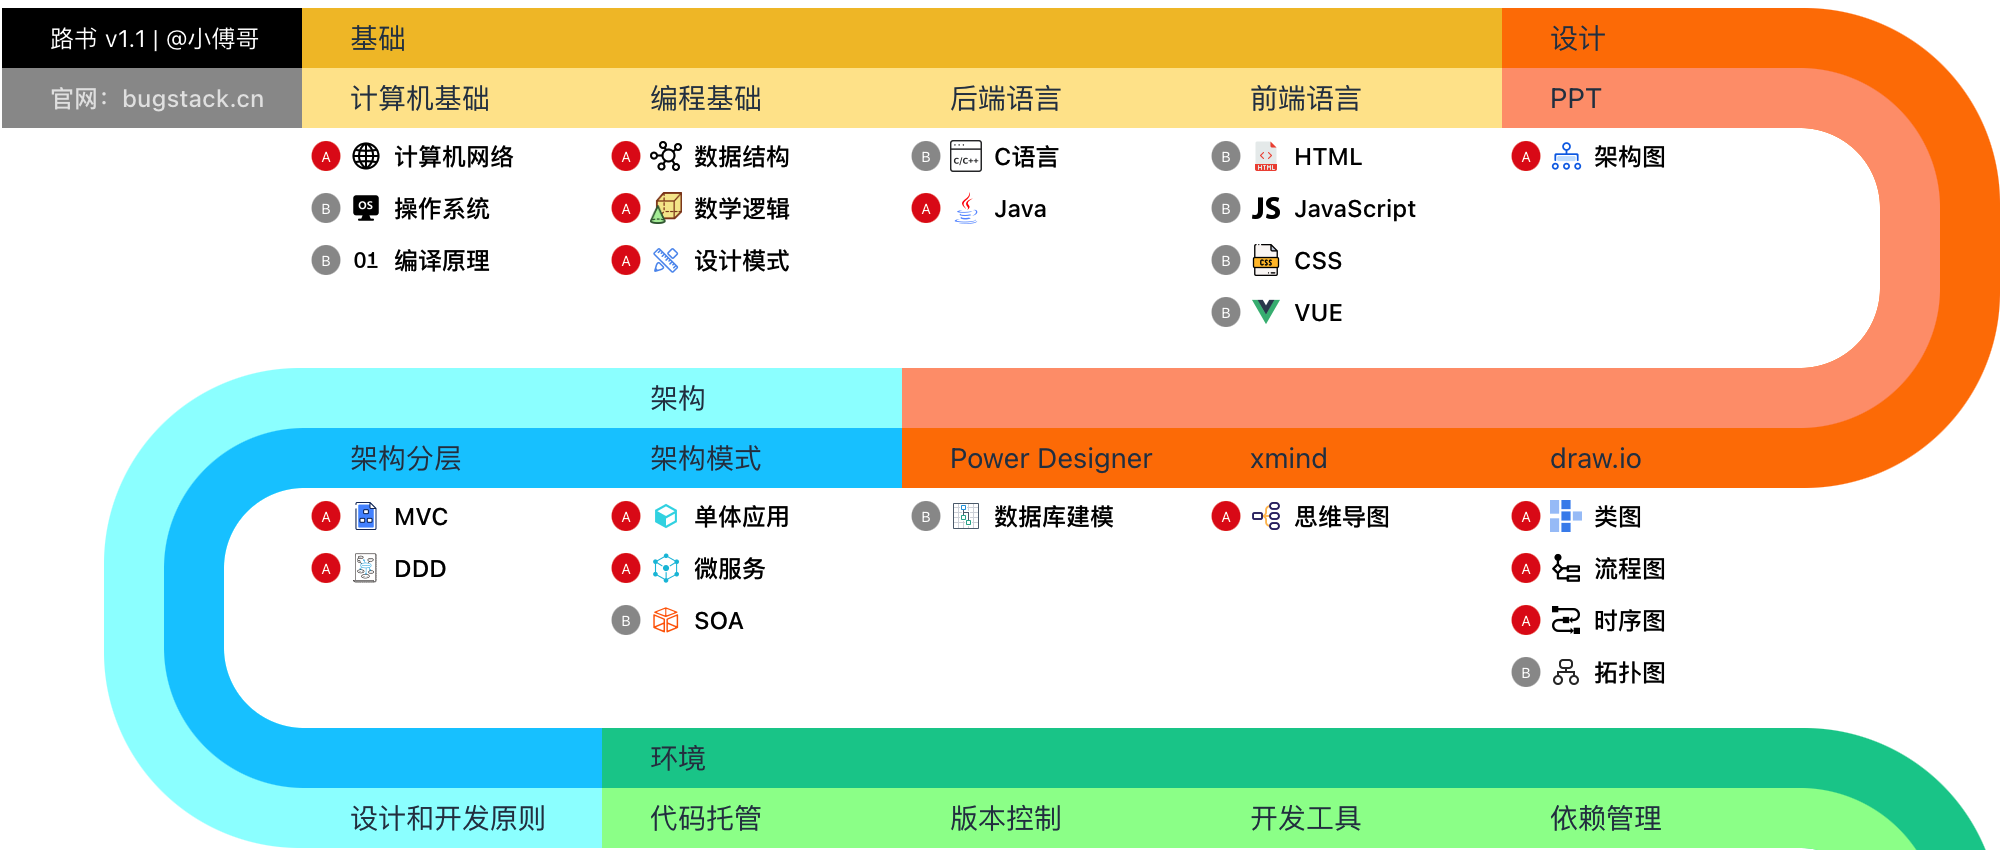 路书 v1.1 | @小傅哥
基础
设计
官网：bugstack.cn
计算机基础
编程基础
后端语言
前端语言
PPT
A 计算机网络
A 数据结构
B C/C++ C语言
B HTML HTML
A 架构图
B OS 操作系统
A 数学逻辑
A Java
B JS JavaScript
B 01 编译原理
A 设计模式
B CSS CSS
B VUE
架构
架构分层
架构模式
Power Designer
xmind
draw.io
A MVC
A 单体应用
B 数据库建模
A 思维导图
A 类图
A DDD
A 微服务
A 流程图
B SOA
A 时序图
B 拓扑图
环境
设计和开发原则
代码托管
版本控制
开发工具
依赖管理